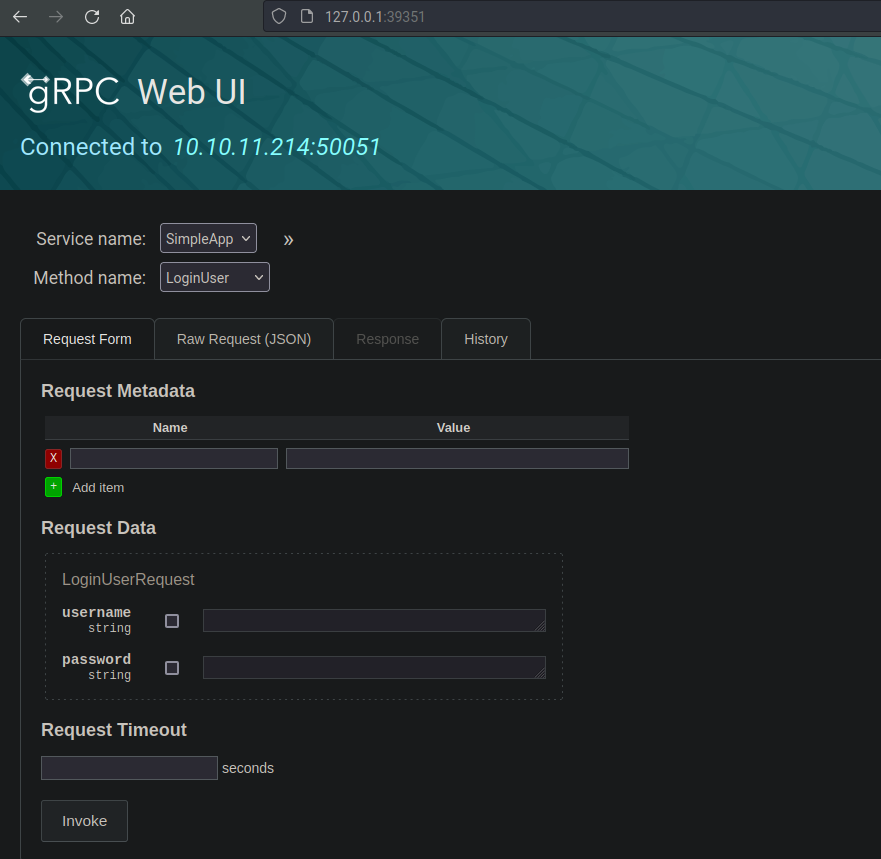 127.0.0.1:39351
gRPC Web UI
Connected to 10.10.11.214:50051
Service name: SimpleApp »
Method name: LoginUser
Request Form Raw Request (JSON) Response History
Request Metadata
Name Value
X
+ Add item
Request Data
LoginUserRequest
username
string
password
string
Request Timeout
seconds
Invoke